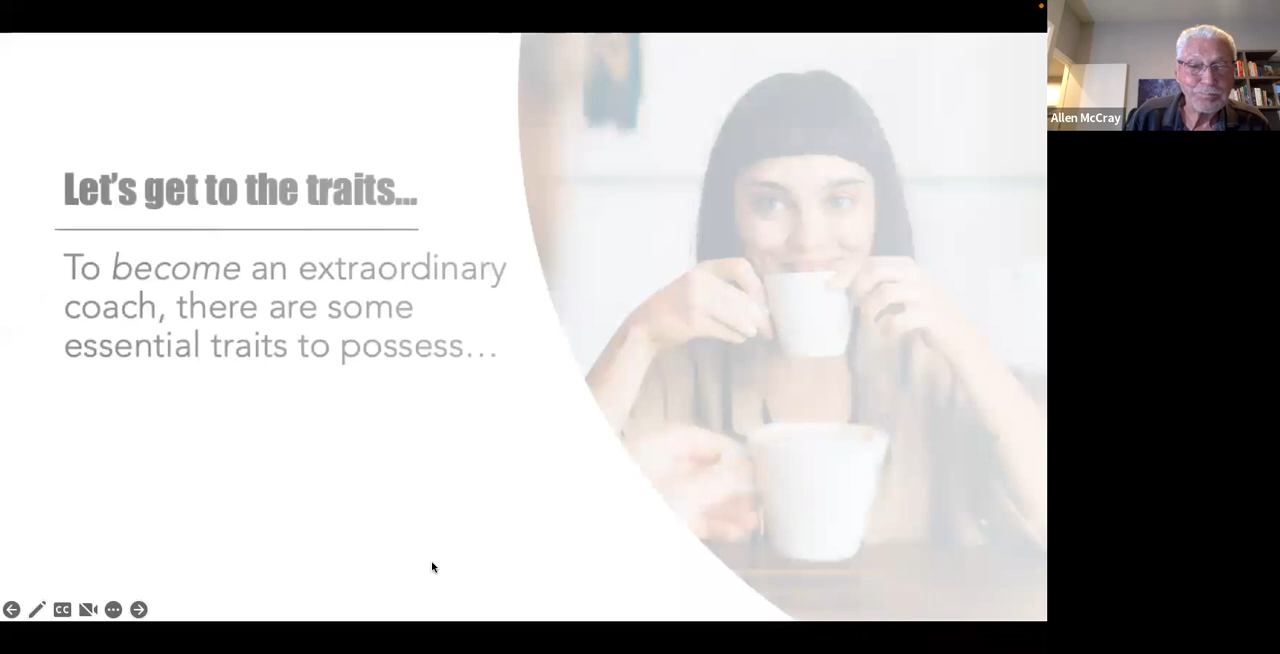 Let's get to the traits...
To become an extraordinary
coach, there are some
essential traits to possess...
Allen McCray
CC